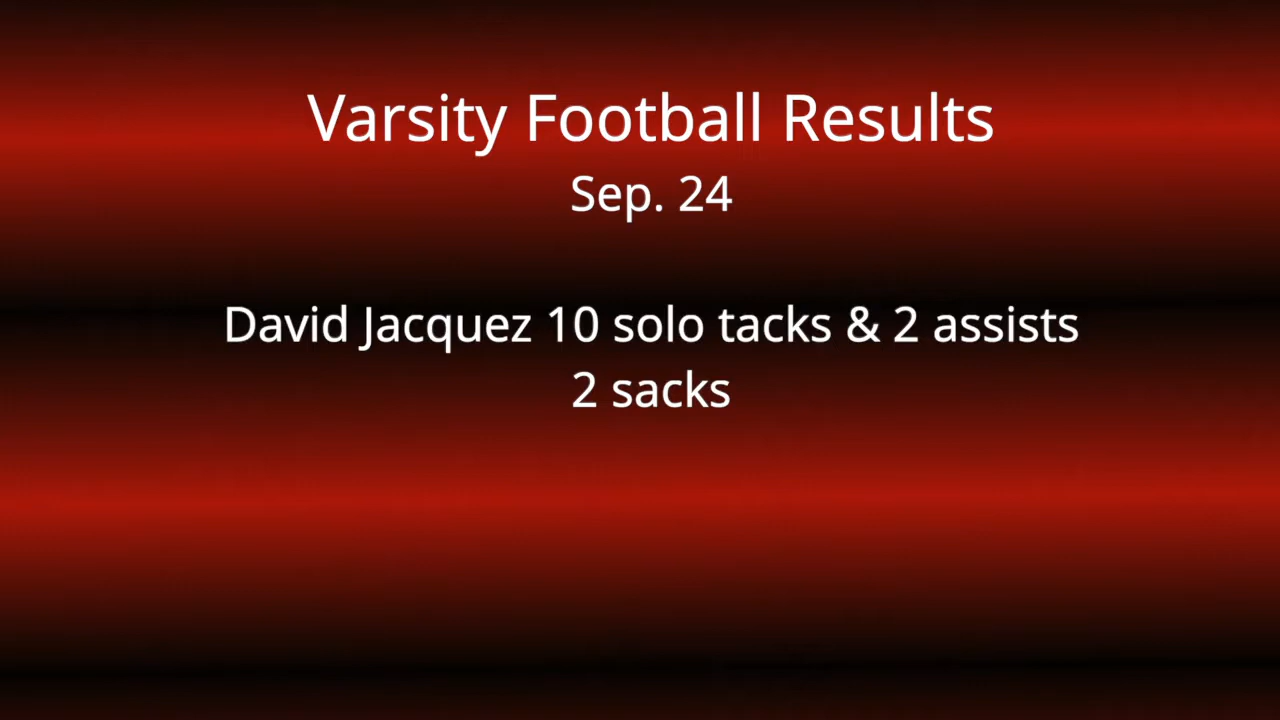 Varsity Football Results
Sep. 24
David Jacquez 10 solo tacks & 2 assists
2 sacks